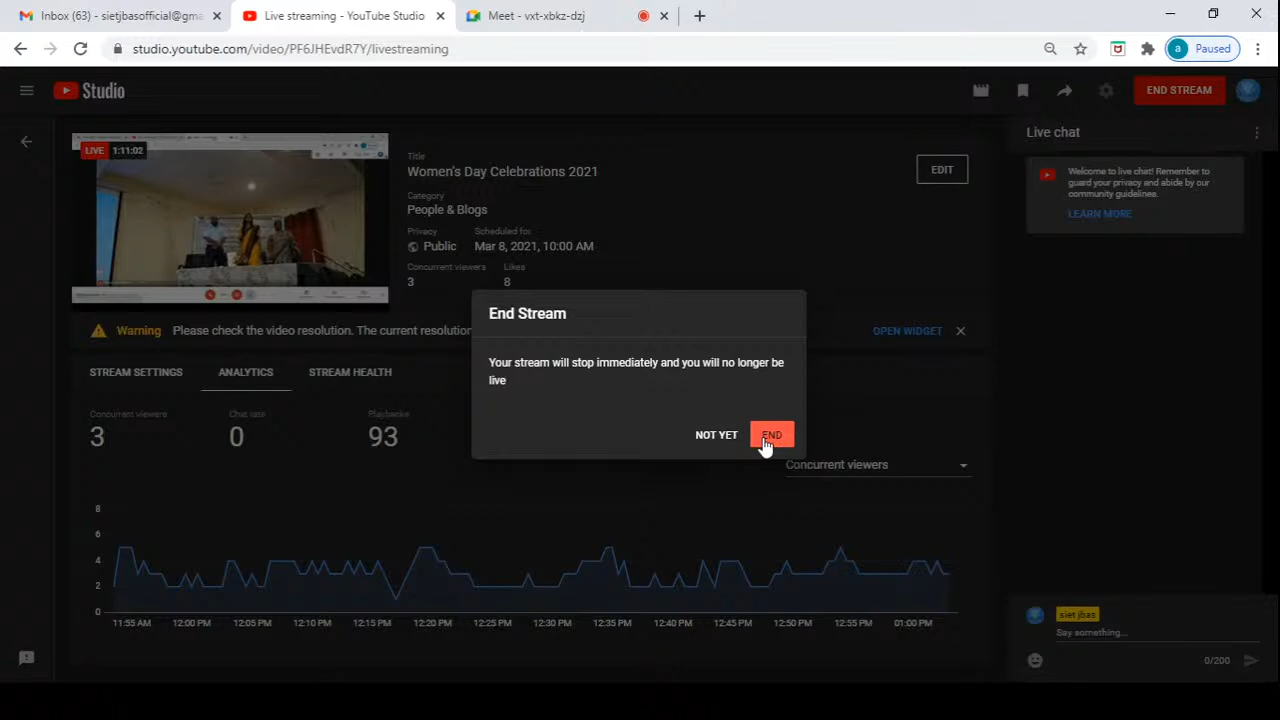 Inbox (63) - sietjbasofficial@gma
Live streaming - YouTube Studio
Meet - vxt-xbkz-dzj
studio.youtube.com/video/PF6JHEvdR7Y/livestreaming
a
Paused
Studio
END STREAM
LIVE 1:11:02
Title
Women's Day Celebrations 2021
EDIT
Category
People & Blogs
Privacy
Scheduled for:
Public
Mar 8, 2021, 10:00 AM
Concurrent viewers
Likes
3
8
Live chat
Welcome to live chat! Remember to
guard your privacy and abide by our
community guidelines.
LEARN MORE
Warning Please check the video resolution. The current resolution
OPEN WIDGET
End Stream
Your stream will stop immediately and you will no longer be
live
NOT YET
END
STREAM SETTINGS
ANALYTICS
STREAM HEALTH
Concurrent viewers
Chat rate
Playbacks
3
0
93
Concurrent viewers
8
6
4
2
0
11:55 AM 12:00 PM 12:05 PM 12:10 PM 12:15 PM 12:20 PM 12:25 PM 12:30 PM 12:35 PM 12:40 PM 12:45 PM 12:50 PM 12:55 PM 01:00 PM
siet jbas
Say something...
0/200